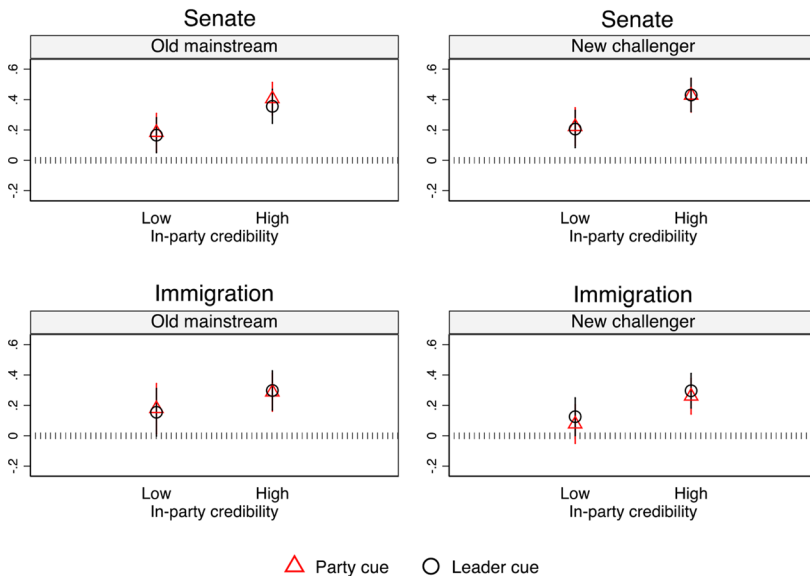 Senate
Old mainstream
.6
.4
.2
0
-.2
Low High
In-party credibility
Senate
New challenger
.6
.4
.2
0
-.2
Low High
In-party credibility
Immigration
Old mainstream
.6
.4
.2
0
-.2
Low High
In-party credibility
Immigration
New challenger
.6
.4
.2
0
-.2
Low High
In-party credibility
Party cue Leader cue